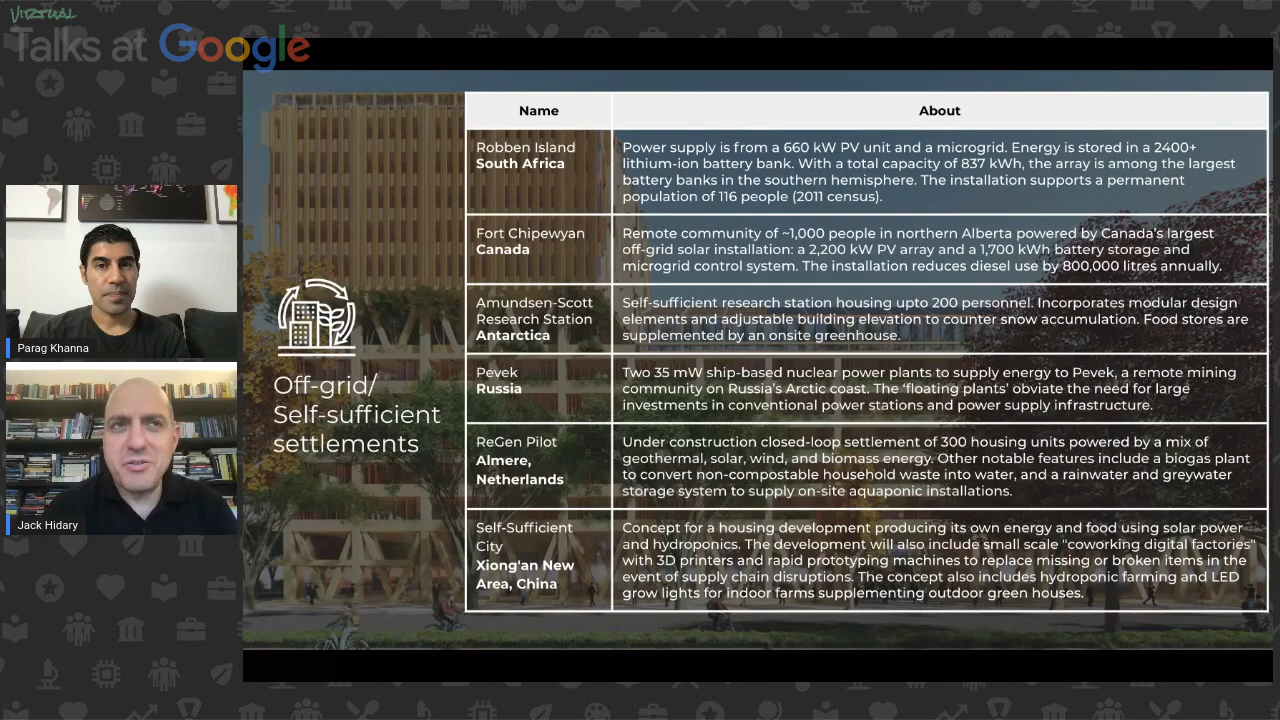 VIRTUAL
Talks at Google
Parag Khanna
Jack Hidary
Off-grid/
Self-sufficient
settlements
Name
About
Robben Island
South Africa
Power supply is from a 660 kW PV unit and a microgrid. Energy is stored in a 2400+
lithium-ion battery bank. With a total capacity of 837 kWh, the array is among the largest
battery banks in the southern hemisphere. The installation supports a permanent
population of 116 people (2011 census).
Fort Chipewyan
Canada
Remote community of ~1,000 people in northern Alberta powered by Canada's largest
off-grid solar installation: a 2,200 kW PV array and a 1,700 kWh battery storage and
microgrid control system. The installation reduces diesel use by 800,000 litres annually.
Amundsen-Scott
Research Station
Antarctica
Self-sufficient research station housing upto 200 personnel. Incorporates modular design
elements and adjustable building elevation to counter snow accumulation. Food stores are
supplemented by an onsite greenhouse.
Pevek
Russia
Two 35 mW ship-based nuclear power plants to supply energy to Pevek, a remote mining
community on Russia's Arctic coast. The 'floating plants' obviate the need for large
investments in conventional power stations and power supply infrastructure.
ReGen Pilot
Almere,
Netherlands
Under construction closed-loop settlement of 300 housing units powered by a mix of
geothermal, solar, wind, and biomass energy. Other notable features include a biogas plant
to convert non-compostable household waste into water, and a rainwater and greywater
storage system to supply on-site aquaponic installations.
Self-Sufficient
City
Xiong'an New
Area, China
Concept for a housing development producing its own energy and food using solar power
and hydroponics. The development will also include small scale "coworking digital factories"
with 3D printers and rapid prototyping machines to replace missing or broken items in the
event of supply chain disruptions. The concept also includes hydroponic farming and LED
grow lights for indoor farms supplementing outdoor green houses.